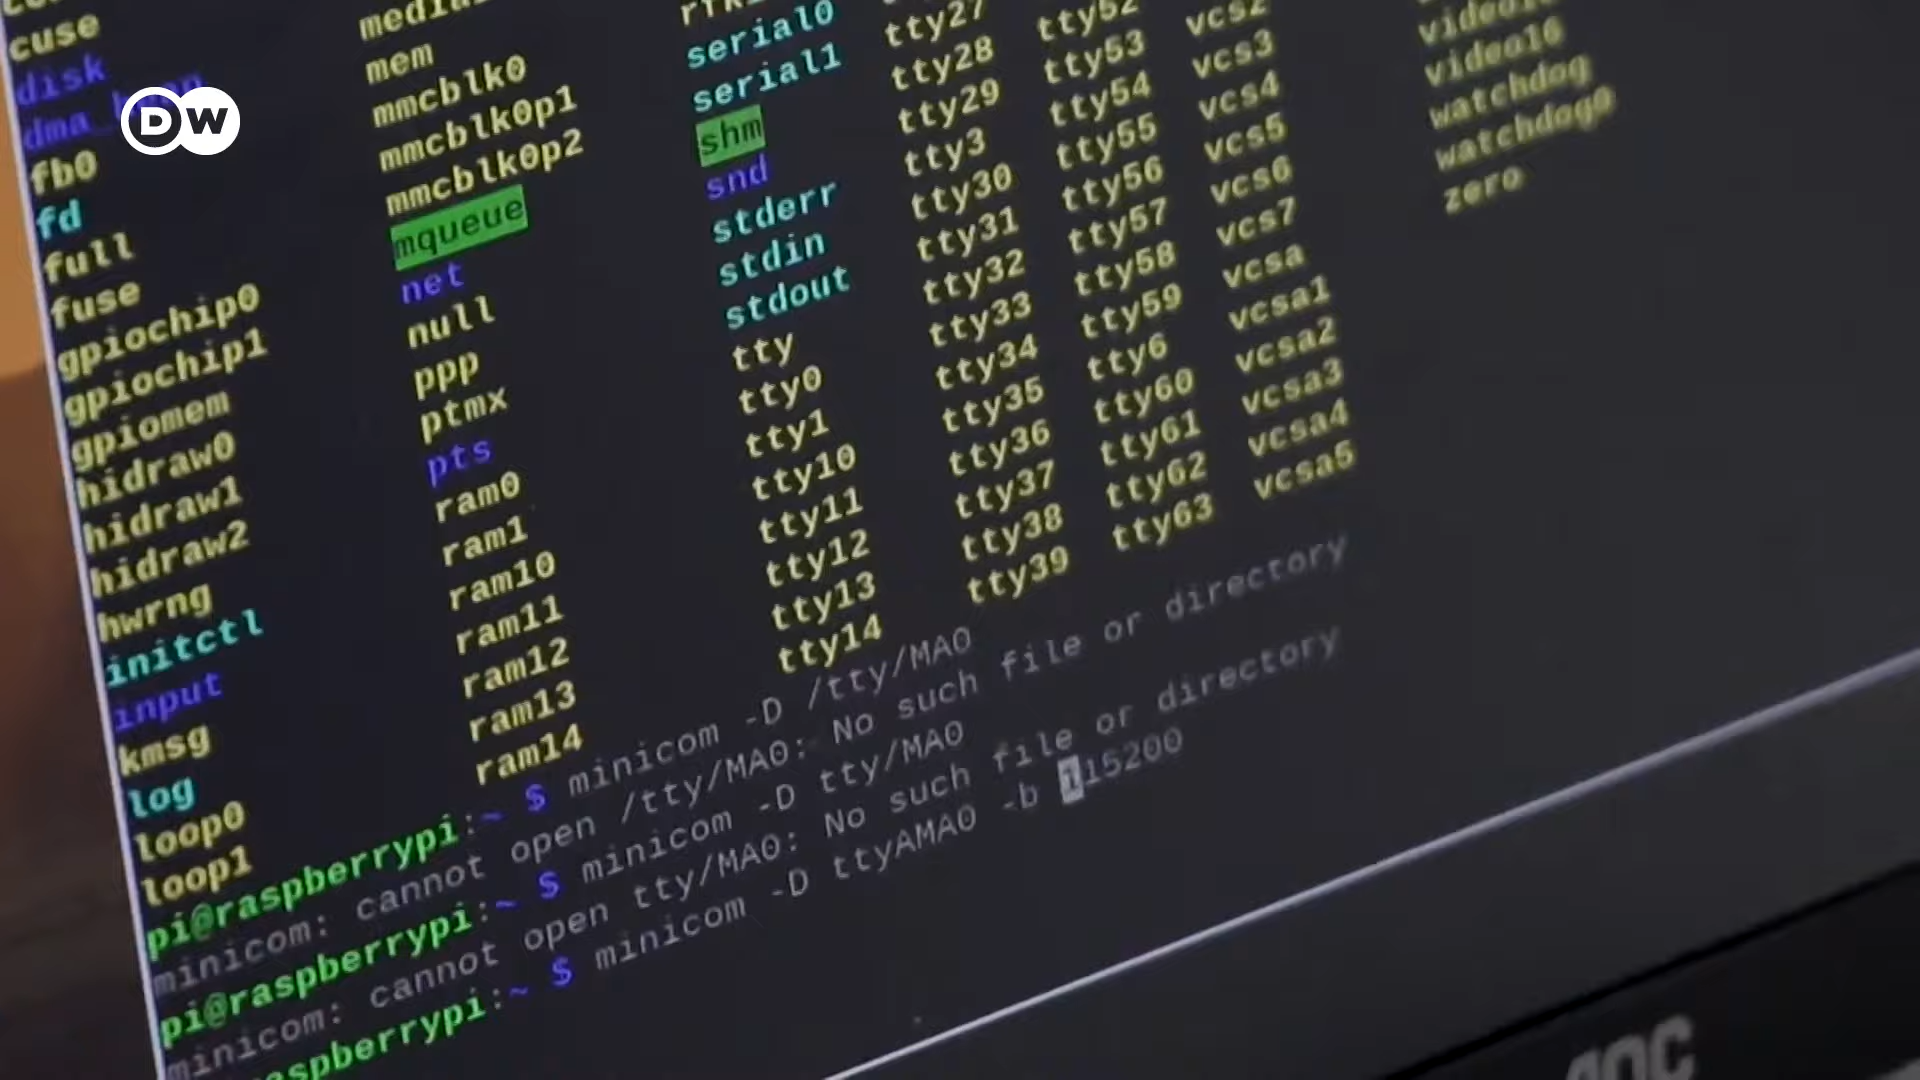 DW
cuse mem serial0 tty27 tty52 vcs2
disk mmcblk0 serial1 tty28 tty53 vcs3 video16
mmcblk0p1 shm tty29 tty54 vcs4 watchdog
fb0 mmcblk0p2 snd tty3 tty55 vcs5 watchdog0
fd mqueue stderr tty30 tty56 vcs6 zero
full net stdin tty31 tty57 vcs7
fuse null stdout tty32 tty58 vcsa
gpiochip0 ppp tty tty33 tty59 vcsa1
gpiochip1 ptmx tty0 tty34 tty6 vcsa2
gpiomem pts tty1 tty35 tty60 vcsa3
hidraw0 ram0 tty10 tty36 tty61 vcsa4
hidraw1 ram1 tty11 tty37 tty62 vcsa5
hidraw2 ram10 tty12 tty38 tty63
hwrng ram11 tty13 tty39
initctl ram12 tty14
input ram13
kmsg ram14
log
loop0
loop1
pi@raspberrypi:~ $ minicom -D /tty/MA0
minicom: cannot open /tty/MA0: No such file or directory
pi@raspberrypi:~ $ minicom -D tty/MA0
minicom: cannot open tty/MA0: No such file or directory
raspberrypi:~ $ minicom -D ttyAMA0 -b 115200
AOC